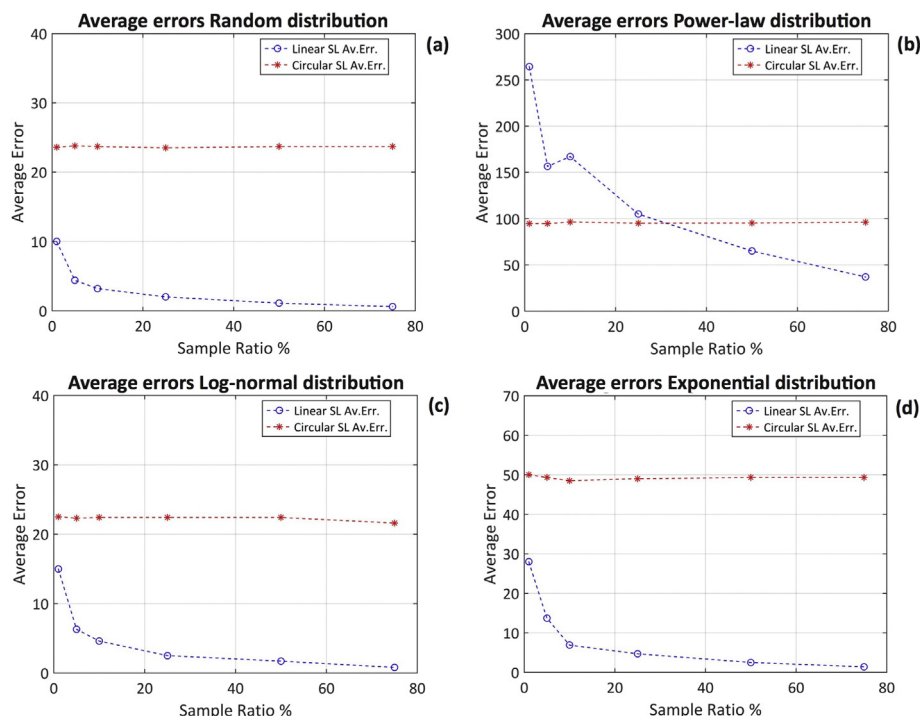 Average errors Random distribution
(a)
Linear SL Av.Err.
Circular SL Av.Err.
40
30
20
10
0
Average Error
0 20 40 60 80
Sample Ratio %
Average errors Power-law distribution
(b)
Linear SL Av.Err.
Circular SL Av.Err.
300
250
200
150
100
50
0
Average Error
0 20 40 60 80
Sample Ratio %
Average errors Log-normal distribution
(c)
Linear SL Av.Err.
Circular SL Av.Err.
40
30
20
10
0
Average Error
0 20 40 60 80
Sample Ratio %
Average errors Exponential distribution
(d)
Linear SL Av.Err.
Circular SL Av.Err.
70
60
50
40
30
20
10
0
Average Error
0 20 40 60 80
Sample Ratio %